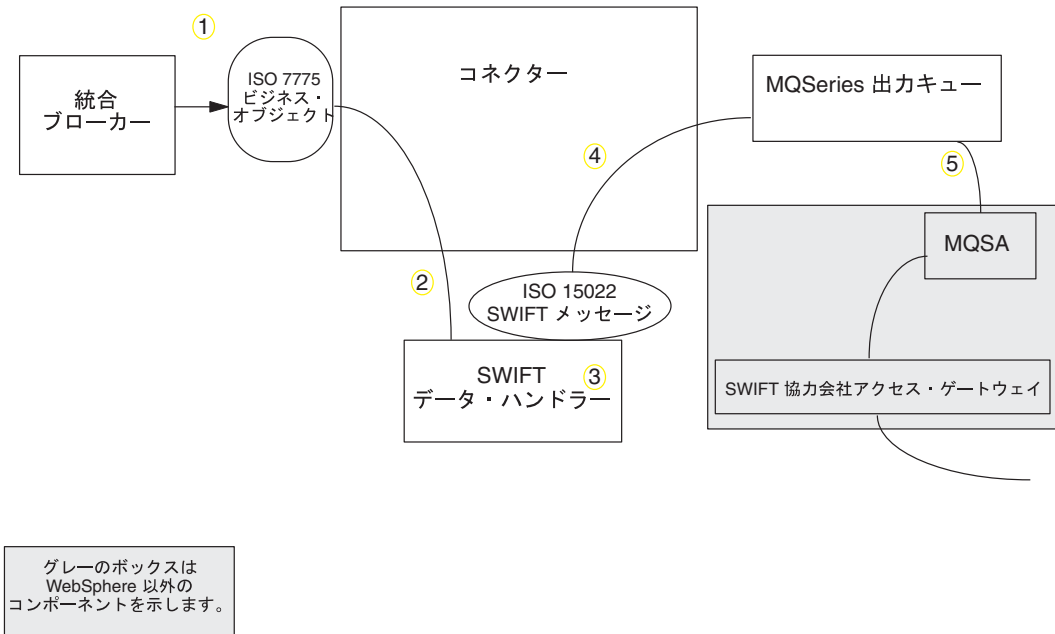 ①
統合
ブローカー
ISO 7775
ビジネス・
オブジェクト
コネクター
MQSeries 出力キュー
④
⑤
MQSA
②
ISO 15022
SWIFT メッセージ
SWIFT
データ・ハンドラー
③
SWIFT 協力会社アクセス・ゲートウェイ
グレーのボックスは
WebSphere 以外の
コンポーネントを示します。